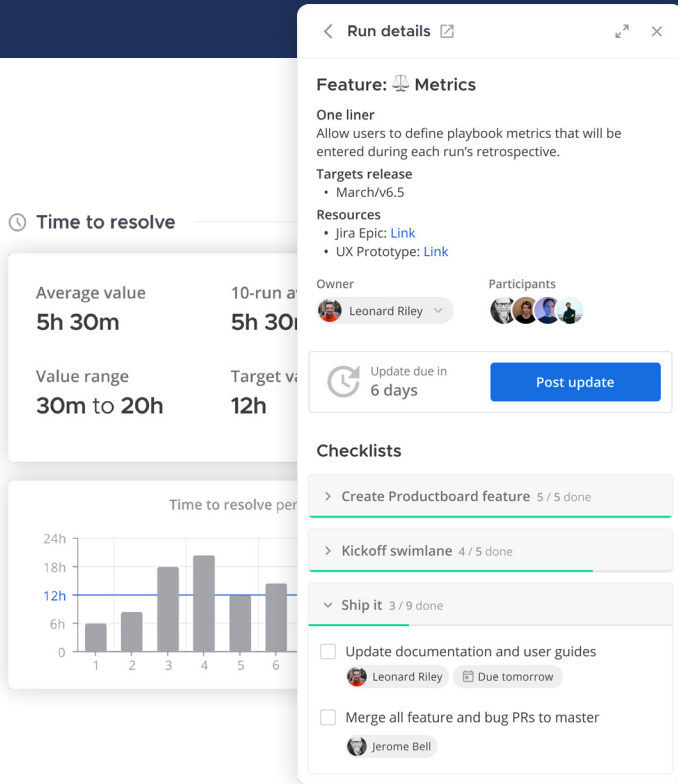 Time to resolve
Average value
5h 30m
10-run
5h
Value range
30m to 20h
Target
12h
Time to resolve per
24h
18h
12h
6h
0
1 2 3 4 5 6
Run details
Feature: ⚖ Metrics
One liner
Allow users to define playbook metrics that will be
entered during each run’s retrospective.
Targets release
• March/v6.5
Resources
• Jira Epic: Link
• UX Prototype: Link
Owner
Leonard Riley
Participants
Update due in
6 days
Post update
Checklists
Create Productboard feature 5 / 5 done
Kickoff swimlane 4 / 5 done
Ship it 3 / 9 done
Update documentation and user guides
Leonard Riley Due tomorrow
Merge all feature and bug PRs to master
Jerome Bell